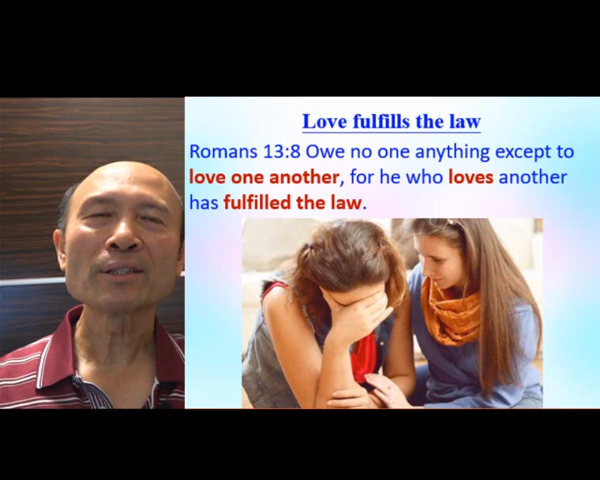 Love fulfills the law
Romans 13:8 Owe no one anything except to
love one another, for he who loves another
has fulfilled the law.